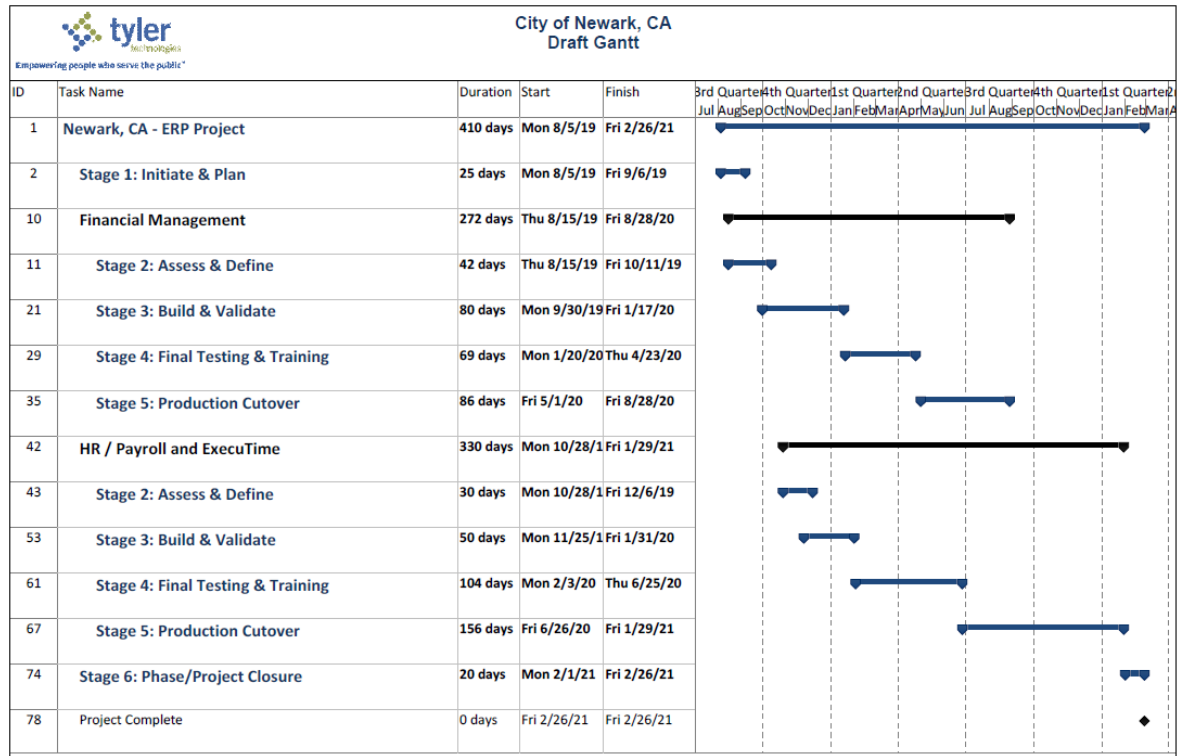 tyler
technologies
Empowering people who serve the public®
City of Newark, CA
Draft Gantt
ID Task Name Duration Start Finish 3rd Quarter 4th Quarter 1st Quarter 2nd Quarte 3rd Quarter 4th Quarter 1st Quarter 2
Jul Aug Sep Oct Nov Dec Jan Feb Mar Apr May Jun Jul Aug Sep Oct Nov Dec Jan Feb Mar A
1 Newark, CA - ERP Project 410 days Mon 8/5/19 Fri 2/26/21
2 Stage 1: Initiate & Plan 25 days Mon 8/5/19 Fri 9/6/19
10 Financial Management 272 days Thu 8/15/19 Fri 8/28/20
11 Stage 2: Assess & Define 42 days Thu 8/15/19 Fri 10/11/19
21 Stage 3: Build & Validate 80 days Mon 9/30/19 Fri 1/17/20
29 Stage 4: Final Testing & Training 69 days Mon 1/20/20 Thu 4/23/20
35 Stage 5: Production Cutover 86 days Fri 5/1/20 Fri 8/28/20
42 HR / Payroll and ExecuTime 330 days Mon 10/28/1 Fri 1/29/21
43 Stage 2: Assess & Define 30 days Mon 10/28/1 Fri 12/6/19
53 Stage 3: Build & Validate 50 days Mon 11/25/1 Fri 1/31/20
61 Stage 4: Final Testing & Training 104 days Mon 2/3/20 Thu 6/25/20
67 Stage 5: Production Cutover 156 days Fri 6/26/20 Fri 1/29/21
74 Stage 6: Phase/Project Closure 20 days Mon 2/1/21 Fri 2/26/21
78 Project Complete 0 days Fri 2/26/21 Fri 2/26/21